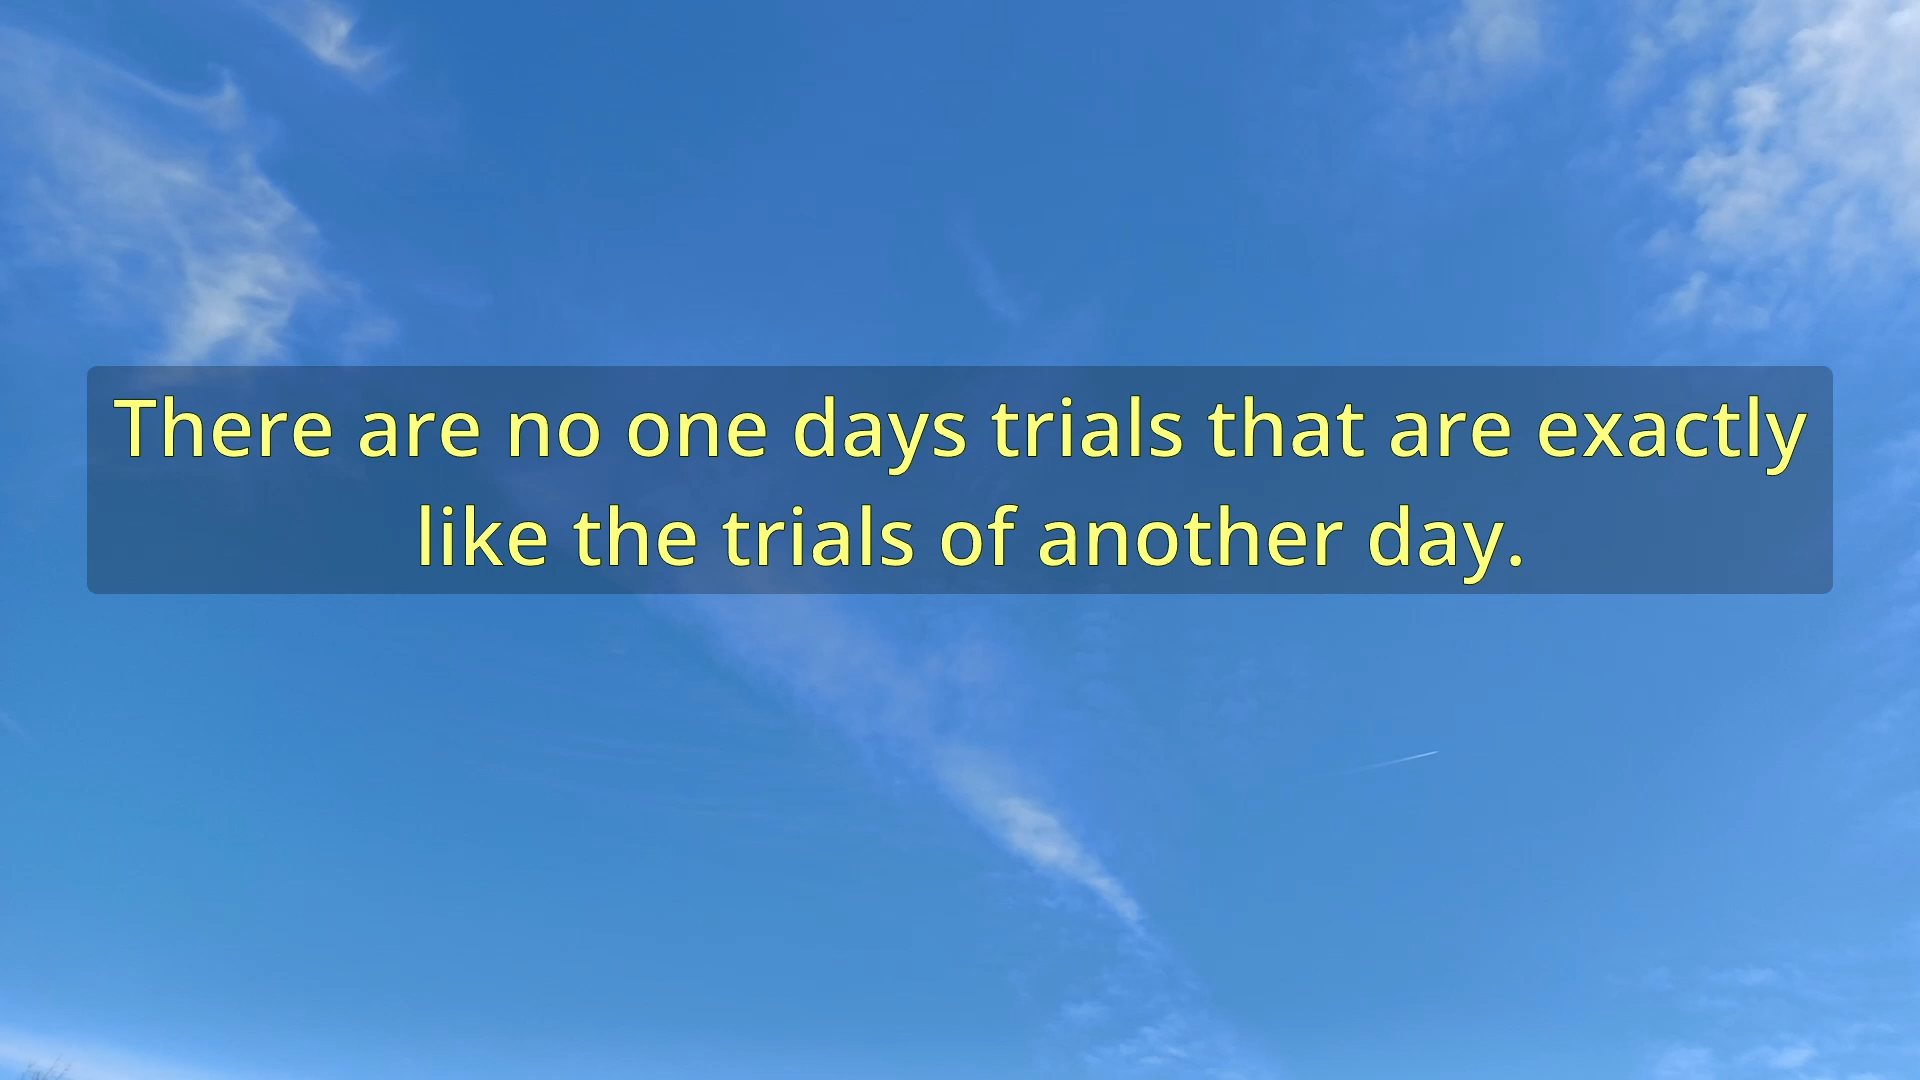 There are no one days trials that are exactly
like the trials of another day.